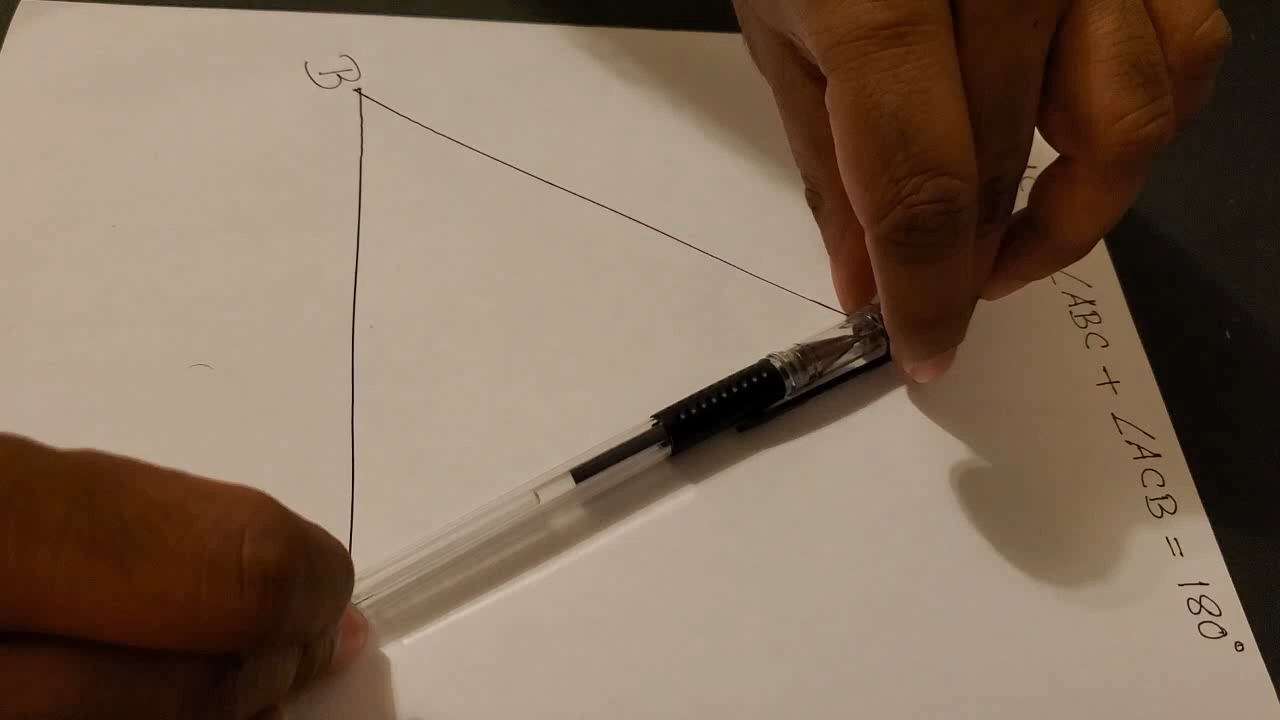 B
∠ABC + ∠ACB = 180°